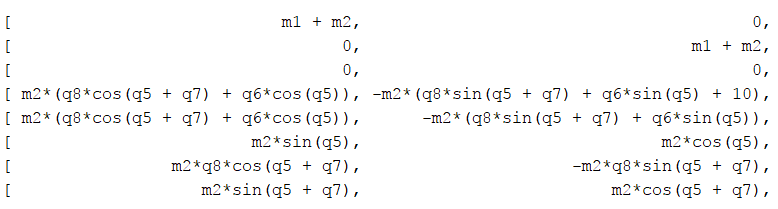 [ m1 + m2, 0,
[ 0, m1 + m2,
[ 0, 0,
[ m2*(q8*cos(q5 + q7) + q6*cos(q5)), -m2*(q8*sin(q5 + q7) + q6*sin(q5) + 10),
[ m2*(q8*cos(q5 + q7) + q6*cos(q5)), -m2*(q8*sin(q5 + q7) + q6*sin(q5)),
[ m2*sin(q5), m2*cos(q5),
[ m2*q8*cos(q5 + q7), -m2*q8*sin(q5 + q7),
[ m2*sin(q5 + q7), m2*cos(q5 + q7),